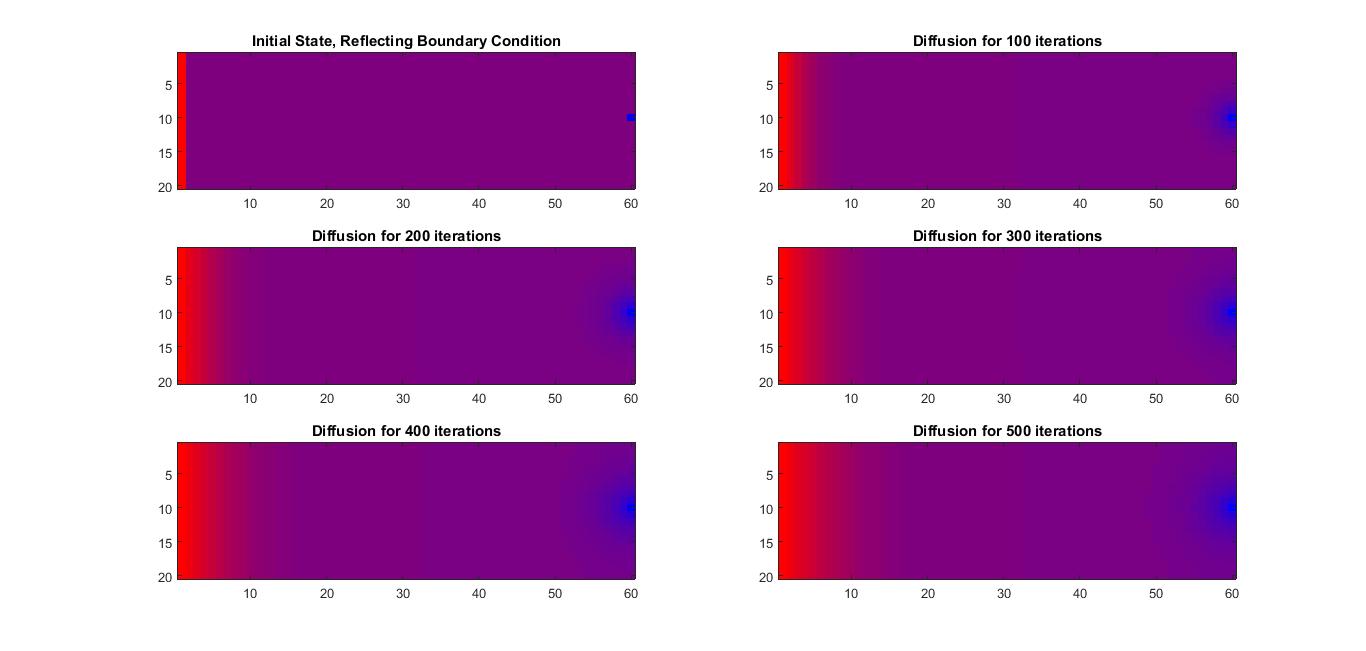 Initial State, Reflecting Boundary Condition
5
10
15
20
10 20 30 40 50 60
Diffusion for 100 iterations
5
10
15
20
10 20 30 40 50 60
Diffusion for 200 iterations
5
10
15
20
10 20 30 40 50 60
Diffusion for 300 iterations
5
10
15
20
10 20 30 40 50 60
Diffusion for 400 iterations
5
10
15
20
10 20 30 40 50 60
Diffusion for 500 iterations
5
10
15
20
10 20 30 40 50 60